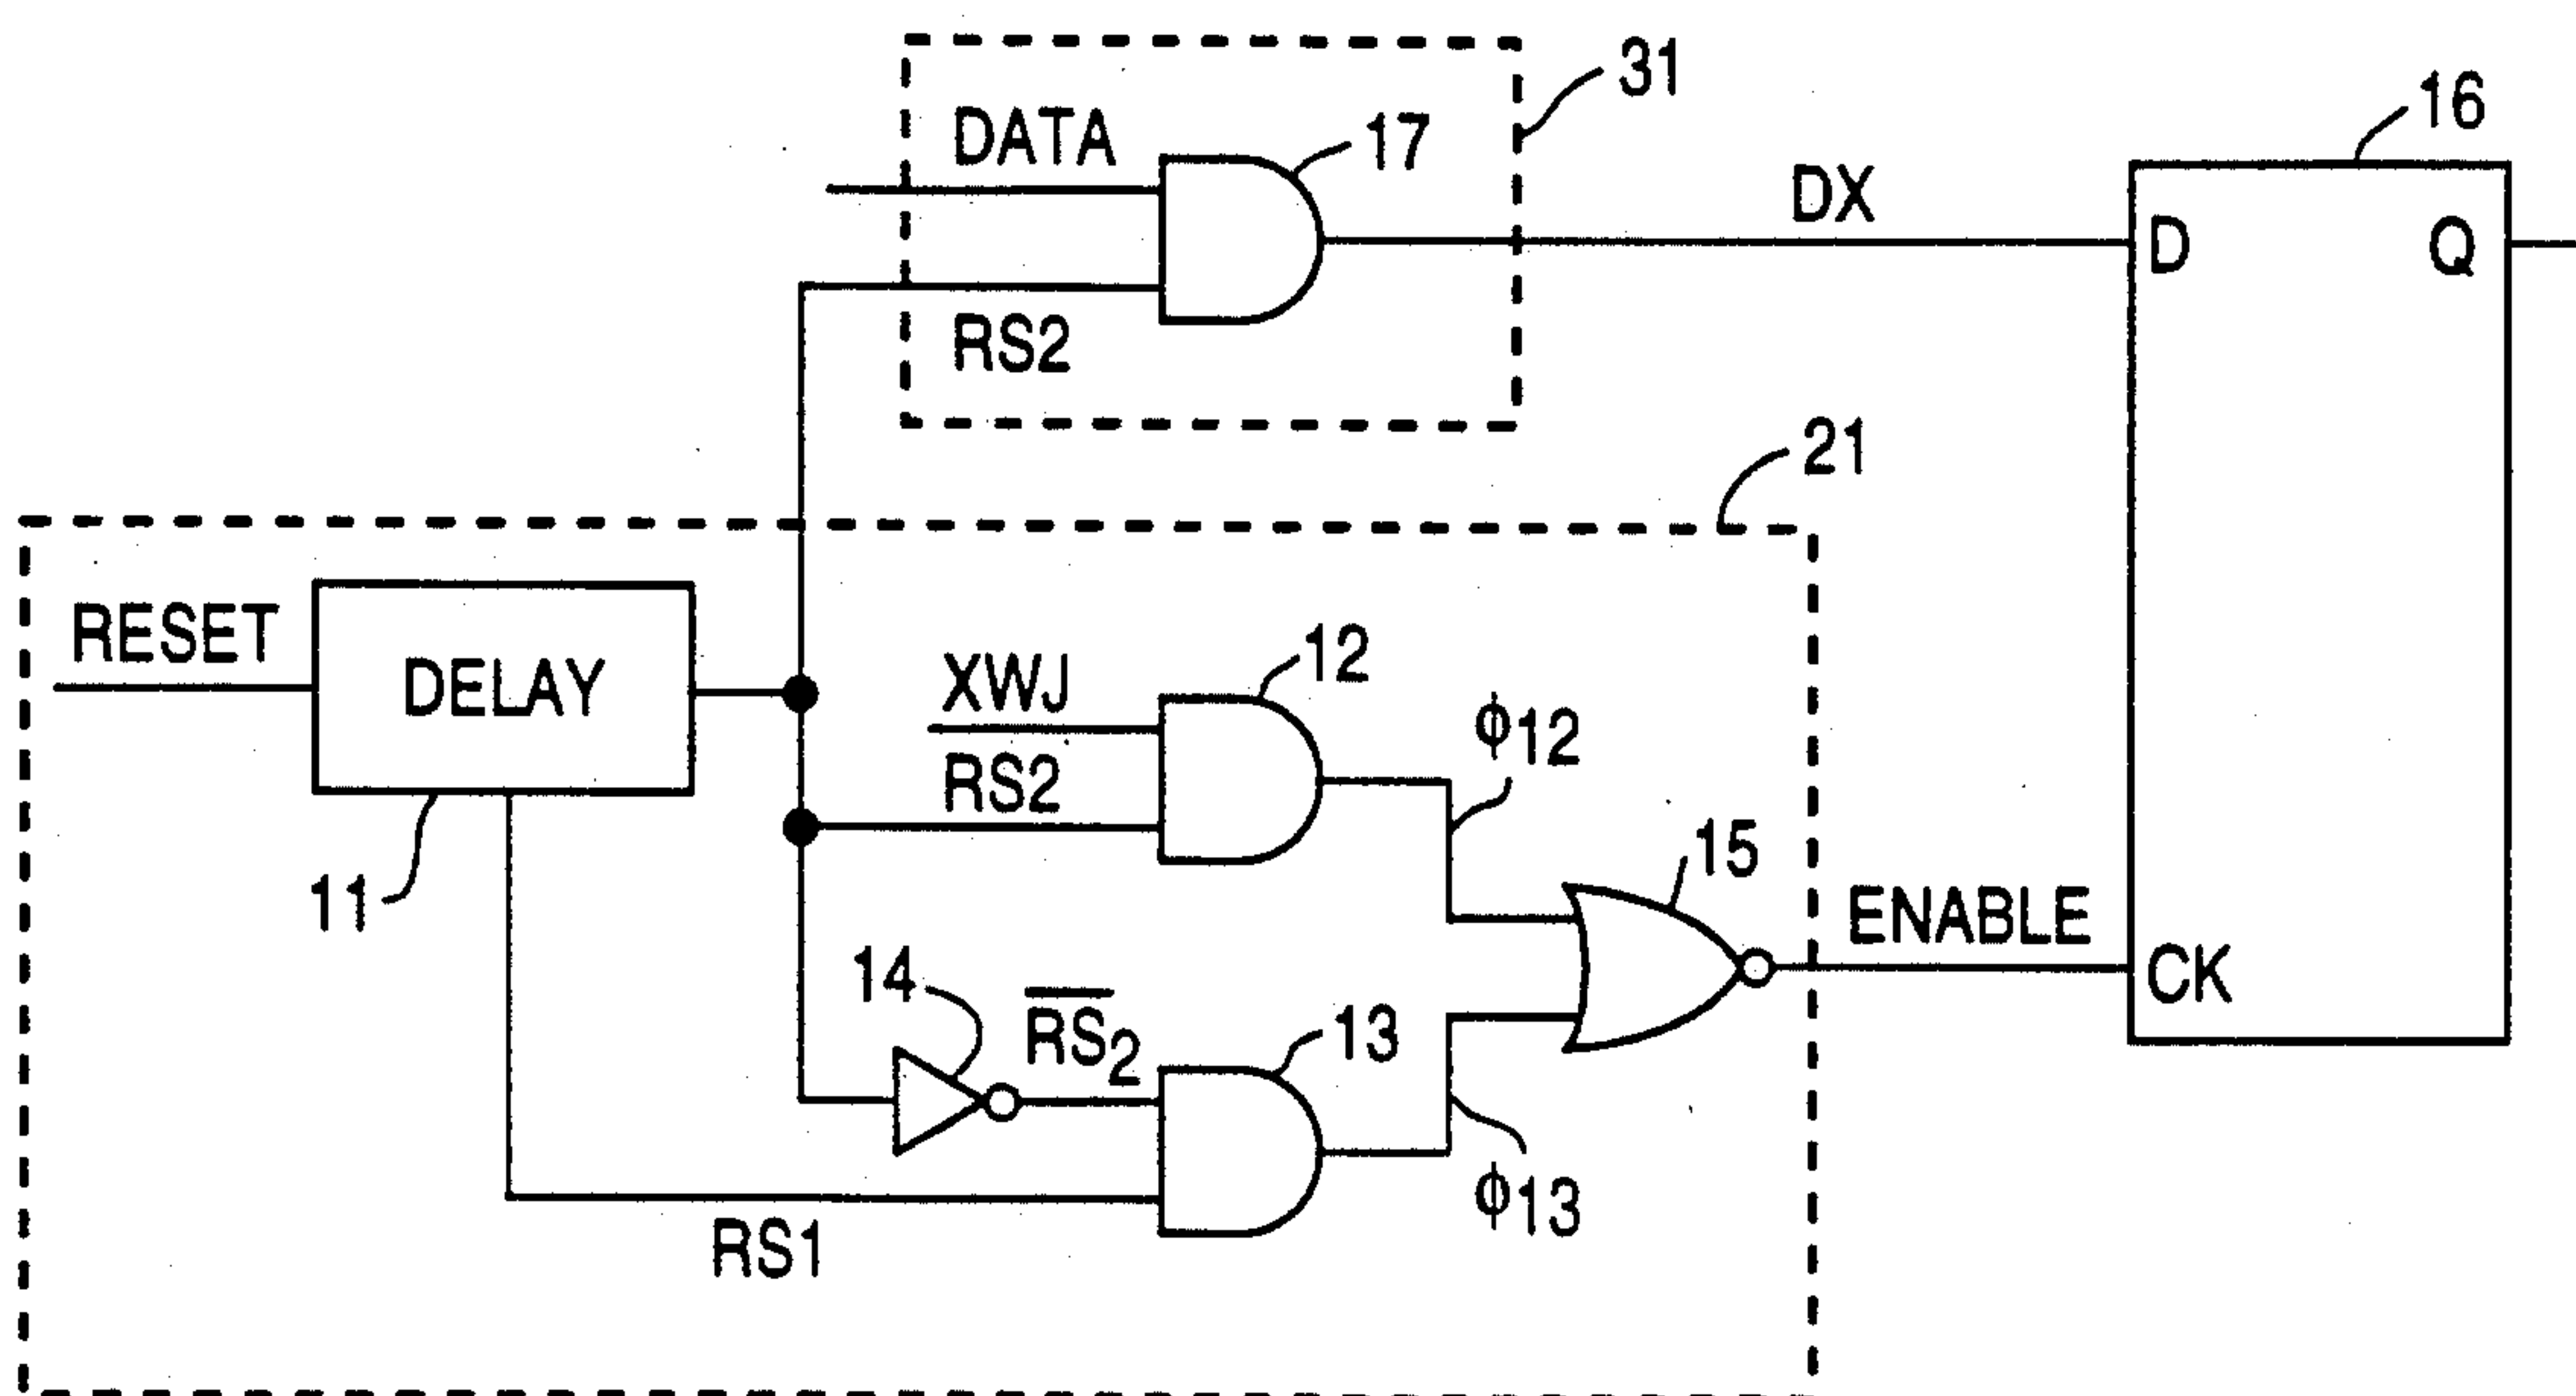 31
DATA
17
16
DX
D
Q
RS2
21
RESET
DELAY
XWJ
12
ϕ12
RS2
11
15
ENABLE
14
R̅S̅2
13
CK
ϕ13
RS1